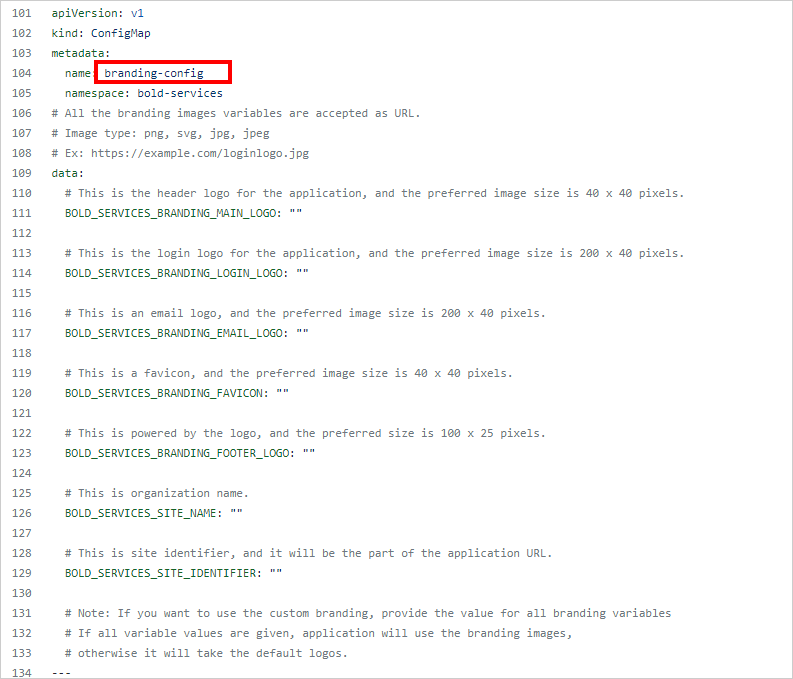 101 apiVersion: v1
102 kind: ConfigMap
103 metadata:
104   name: branding-config
105   namespace: bold-services
106 # All the branding images variables are accepted as URL.
107 # Image type: png, svg, jpg, jpeg
108 # Ex: https://example.com/loginlogo.jpg
109 data:
110   # This is the header logo for the application, and the preferred image size is 40 x 40 pixels.
111   BOLD_SERVICES_BRANDING_MAIN_LOGO: ""
112
113   # This is the login logo for the application, and the preferred image size is 200 x 40 pixels.
114   BOLD_SERVICES_BRANDING_LOGIN_LOGO: ""
115
116   # This is an email logo, and the preferred image size is 200 x 40 pixels.
117   BOLD_SERVICES_BRANDING_EMAIL_LOGO: ""
118
119   # This is a favicon, and the preferred image size is 40 x 40 pixels.
120   BOLD_SERVICES_BRANDING_FAVICON: ""
121
122   # This is powered by the logo, and the preferred size is 100 x 25 pixels.
123   BOLD_SERVICES_BRANDING_FOOTER_LOGO: ""
124
125   # This is organization name.
126   BOLD_SERVICES_SITE_NAME: ""
127
128   # This is site identifier, and it will be the part of the application URL.
129   BOLD_SERVICES_SITE_IDENTIFIER: ""
130
131   # Note: If you want to use the custom branding, provide the value for all branding variables
132   # If all variable values are given, application will use the branding images,
133   # otherwise it will take the default logos.
134 ---